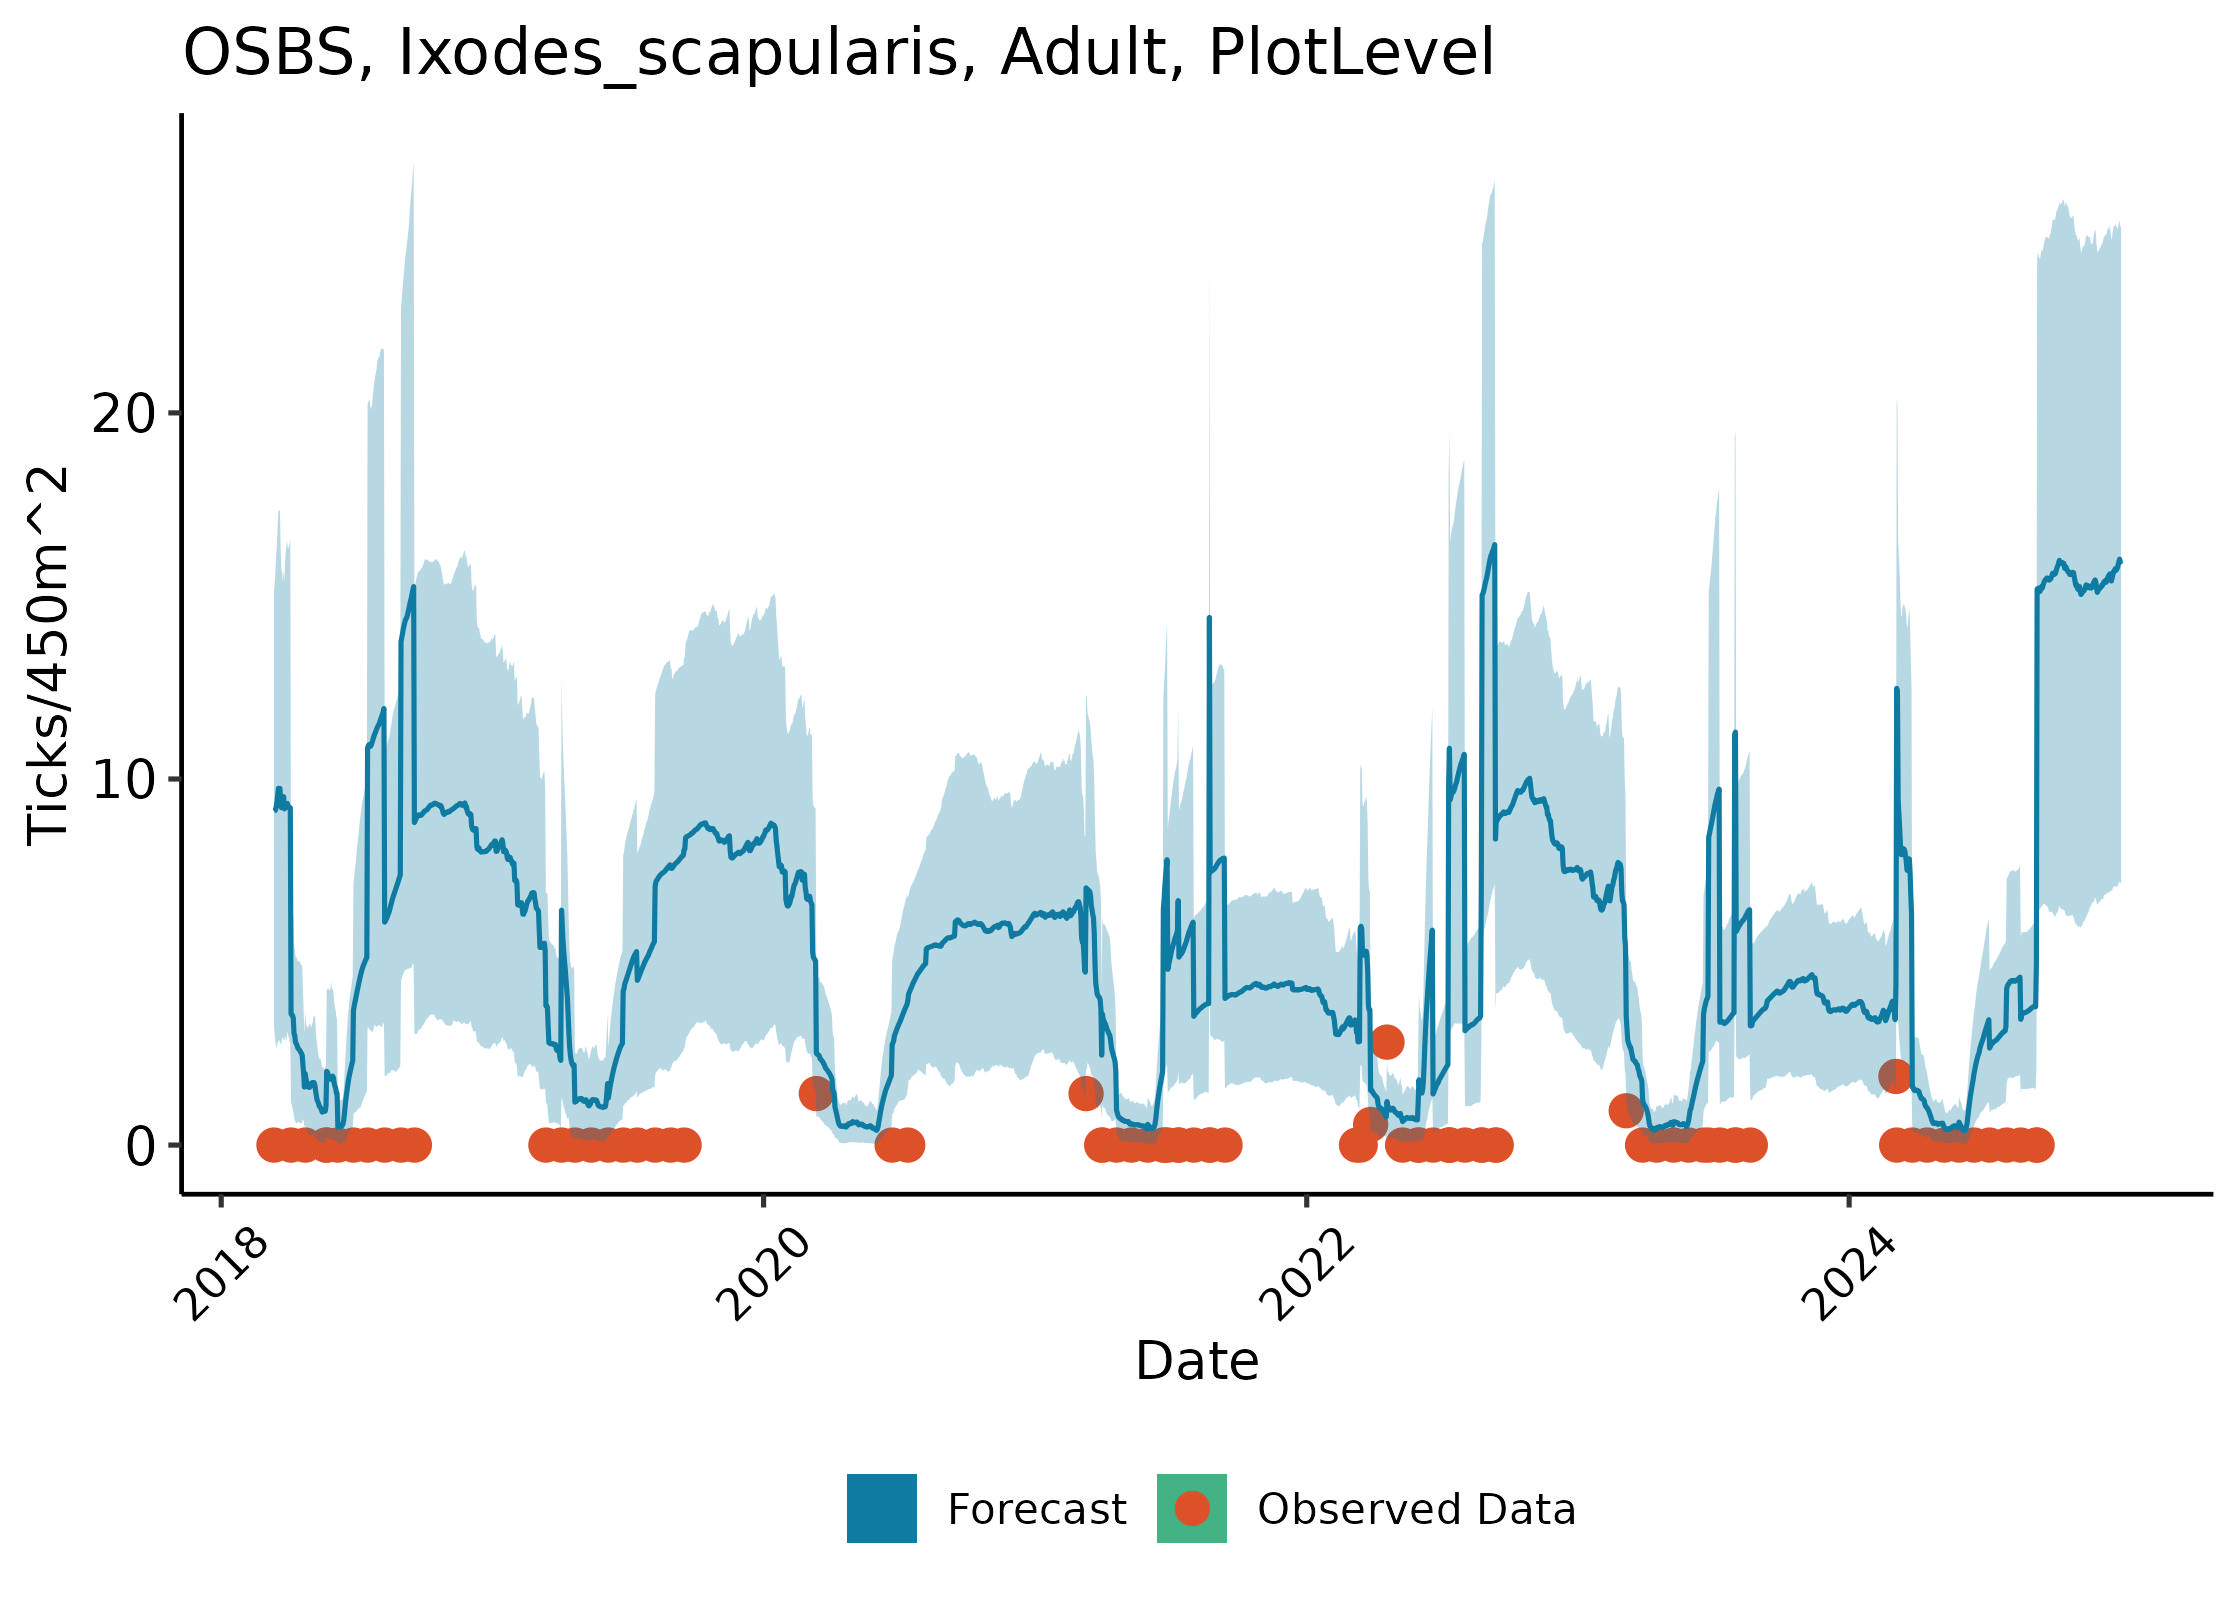 OSBS, Ixodes_scapularis, Adult, PlotLevel
Ticks/450m^2
20
10
0
2018
2020
2022
2024
Date
Forecast
Observed Data